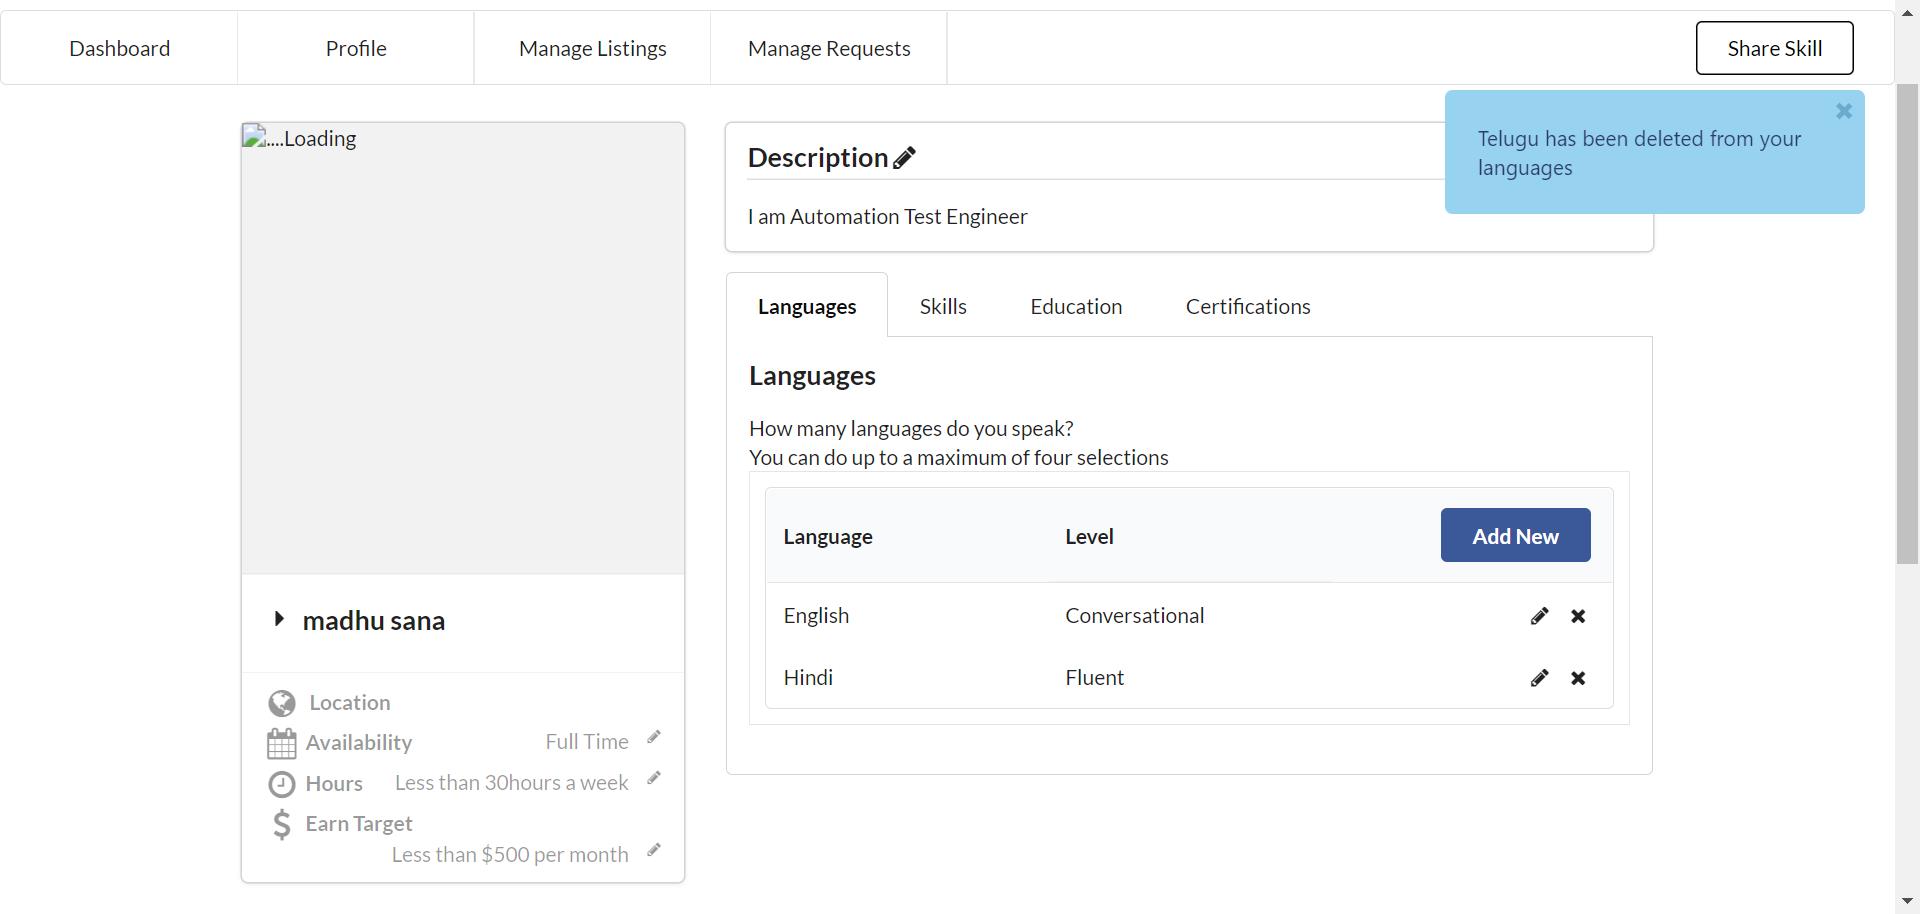 Dashboard
Profile
Manage Listings
Manage Requests
Share Skill
Telugu has been deleted from your
languages
....Loading
Description
I am Automation Test Engineer
Languages
Skills
Education
Certifications
Languages
How many languages do you speak?
You can do up to a maximum of four selections
Language
Level
Add New
English
Conversational
Hindi
Fluent
madhu sana
Location
Availability
Full Time
Hours
Less than 30hours a week
Earn Target
Less than $500 per month